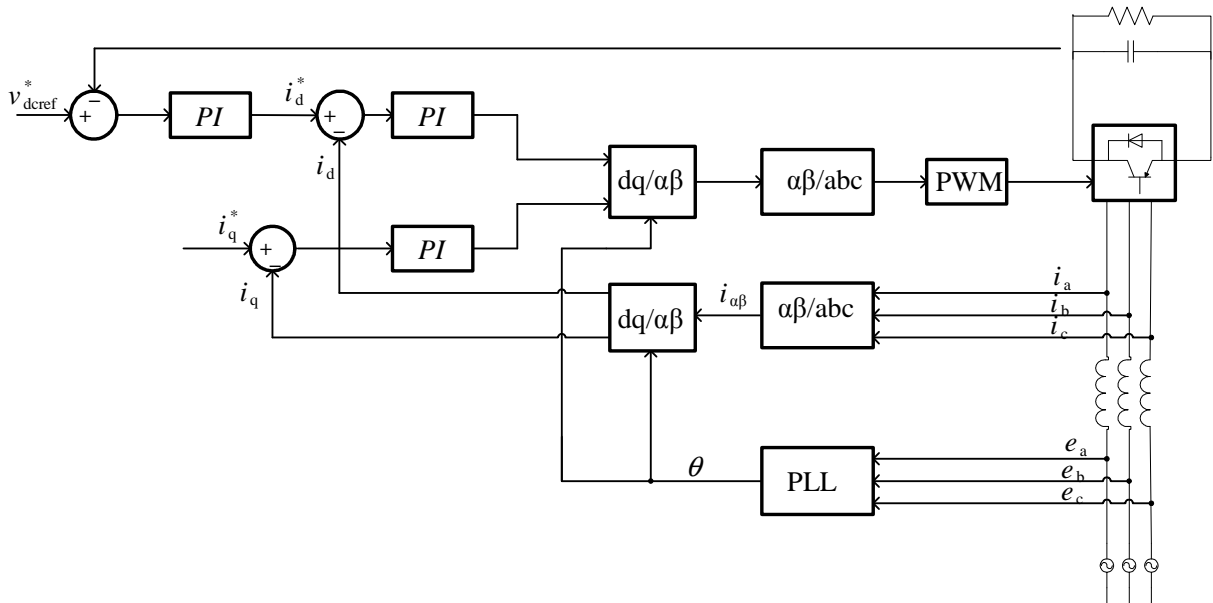 v*dcref
+
−
PI
i*d
+
−
PI
id
dq/αβ
αβ/abc
PWM
i*q
+
−
PI
iq
dq/αβ
iαβ
αβ/abc
ia
ib
ic
θ
PLL
ea
eb
ec